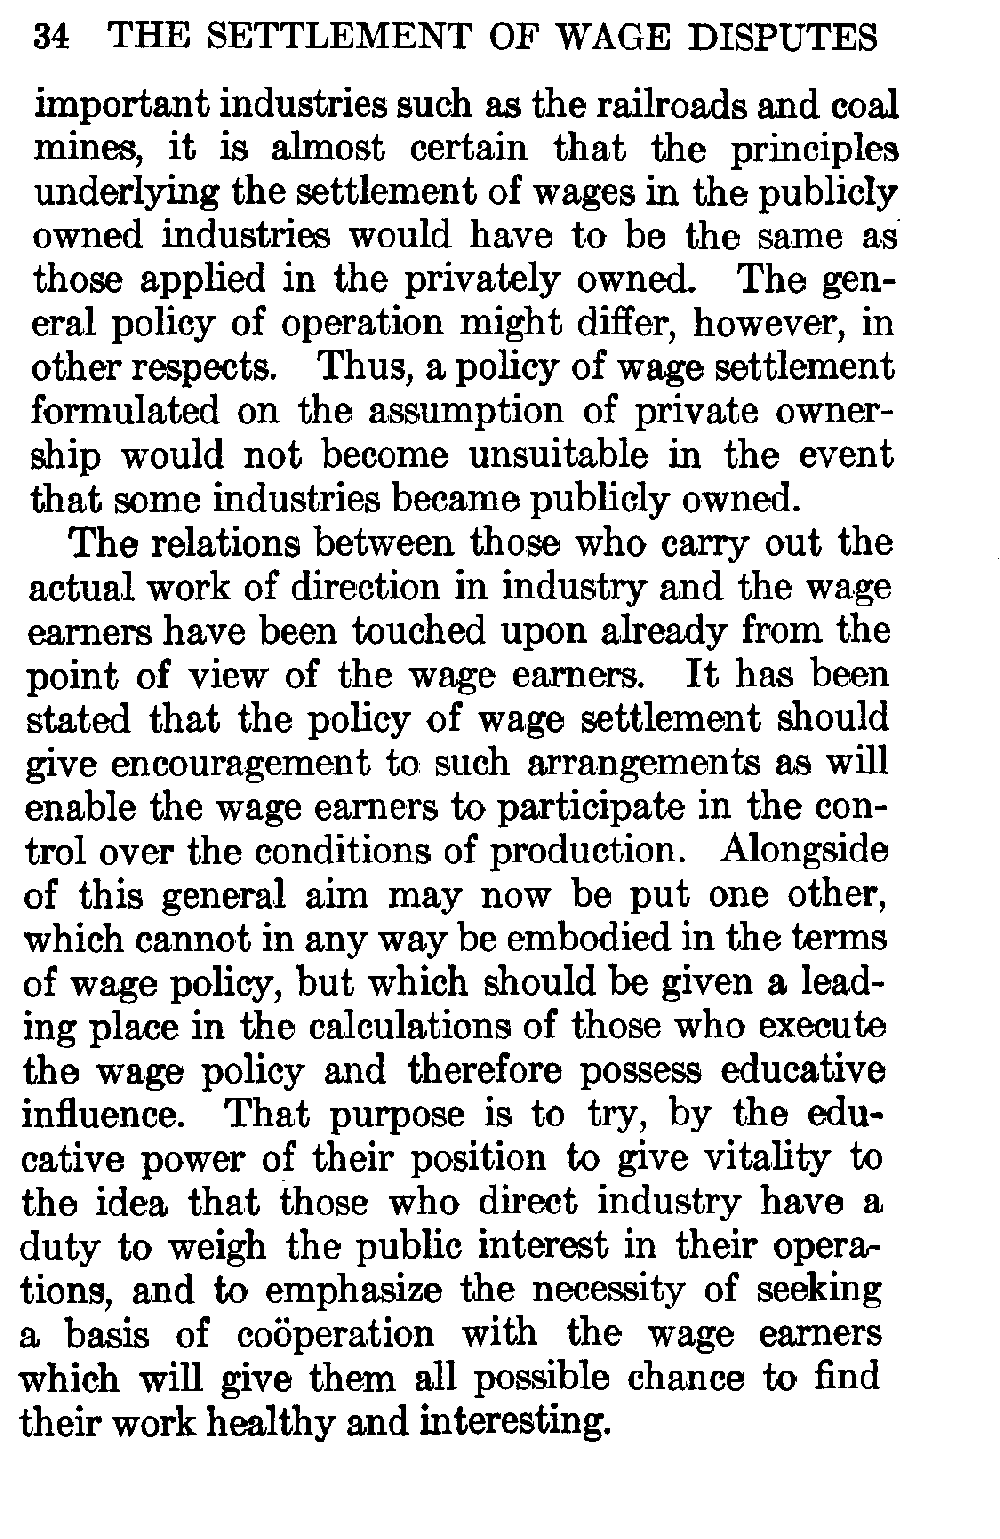 34 THE SETTLEMENT OF WAGE DISPUTES
important industries such as the railroads and coal
mines, it is almost certain that the principles
underlying the settlement of wages in the publicly
owned industries would have to be the same as
those applied in the privately owned. The gen-
eral policy of operation might differ, however, in
other respects. Thus, a policy of wage settlement
formulated on the assumption of private owner-
ship would not become unsuitable in the event
that some industries became publicly owned.
The relations between those who carry out the
actual work of direction in industry and the wage
earners have been touched upon already from the
point of view of the wage earners. It has been
stated that the policy of wage settlement should
give encouragement to such arrangements as will
enable the wage earners to participate in the con-
trol over the conditions of production. Alongside
of this general aim may now be put one other,
which cannot in any way be embodied in the terms
of wage policy, but which should be given a lead-
ing place in the calculations of those who execute
the wage policy and therefore possess educative
influence. That purpose is to try, by the edu-
cative power of their position to give vitality to
the idea that those who direct industry have a
duty to weigh the public interest in their opera-
tions, and to emphasize the necessity of seeking
a basis of coöperation with the wage earners
which will give them all possible chance to find
their work healthy and interesting.